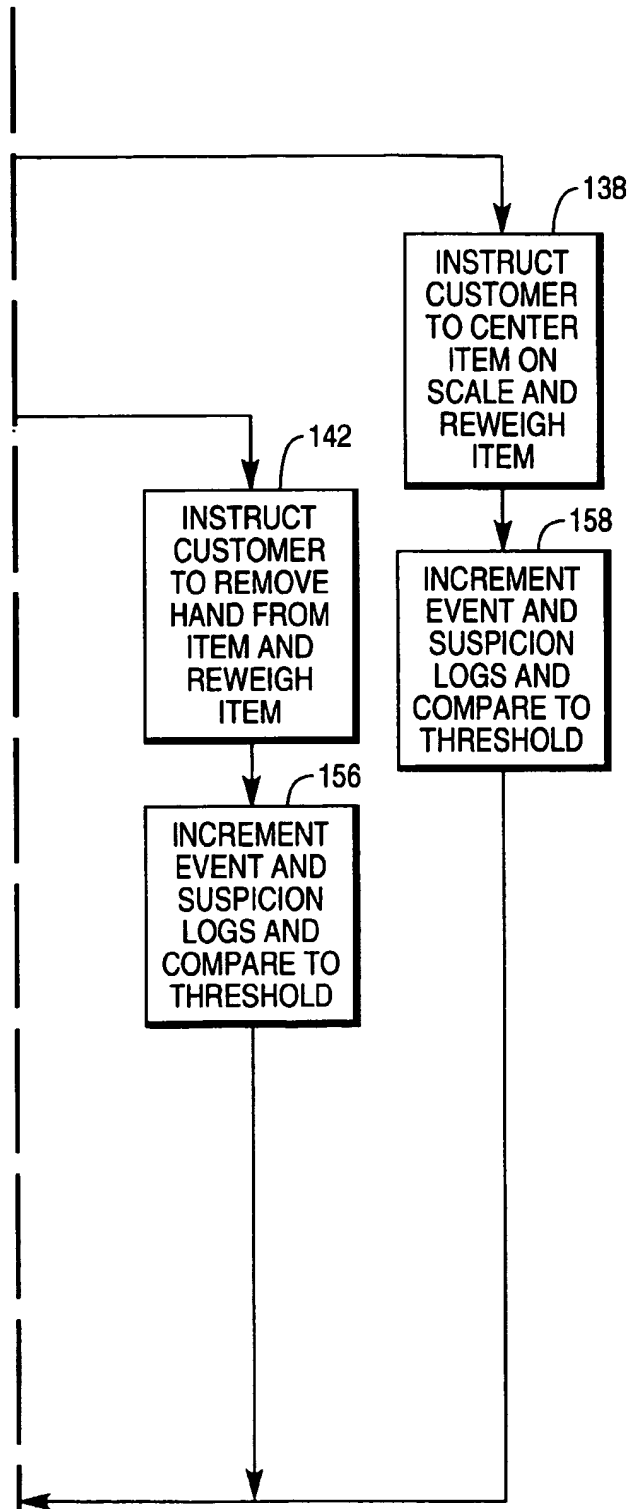 138
INSTRUCT
CUSTOMER
TO CENTER
ITEM ON
SCALE AND
REWEIGH
ITEM
142
INSTRUCT
CUSTOMER
TO REMOVE
HAND FROM
ITEM AND
REWEIGH
ITEM
158
INCREMENT
EVENT AND
SUSPICION
LOGS AND
COMPARE TO
THRESHOLD
156
INCREMENT
EVENT AND
SUSPICION
LOGS AND
COMPARE TO
THRESHOLD